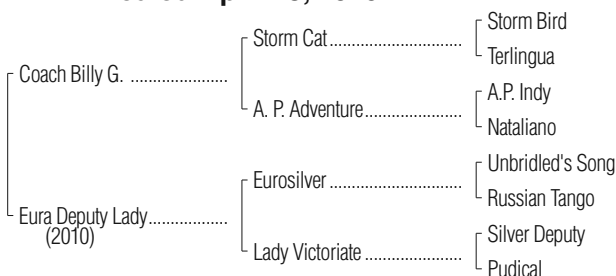 Storm Bird
Storm Cat
Terlingua
Coach Billy G.
A.P. Indy
A. P. Adventure
Nataliano
Unbridled's Song
Eurosilver
Russian Tango
Eura Deputy Lady
(2010)
Silver Deputy
Lady Victoriate
Pudical